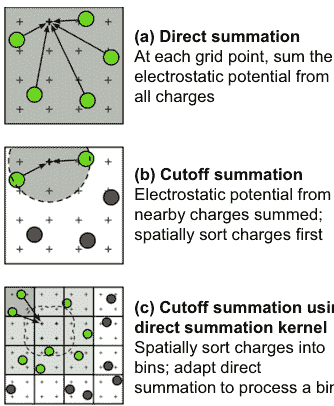 (a) Direct summation
At each grid point, sum the
electrostatic potential from
all charges
(b) Cutoff summation
Electrostatic potential from
nearby charges summed;
spatially sort charges first
(c) Cutoff summation usin
direct summation kernel
Spatially sort charges into
bins; adapt direct
summation to process a bin